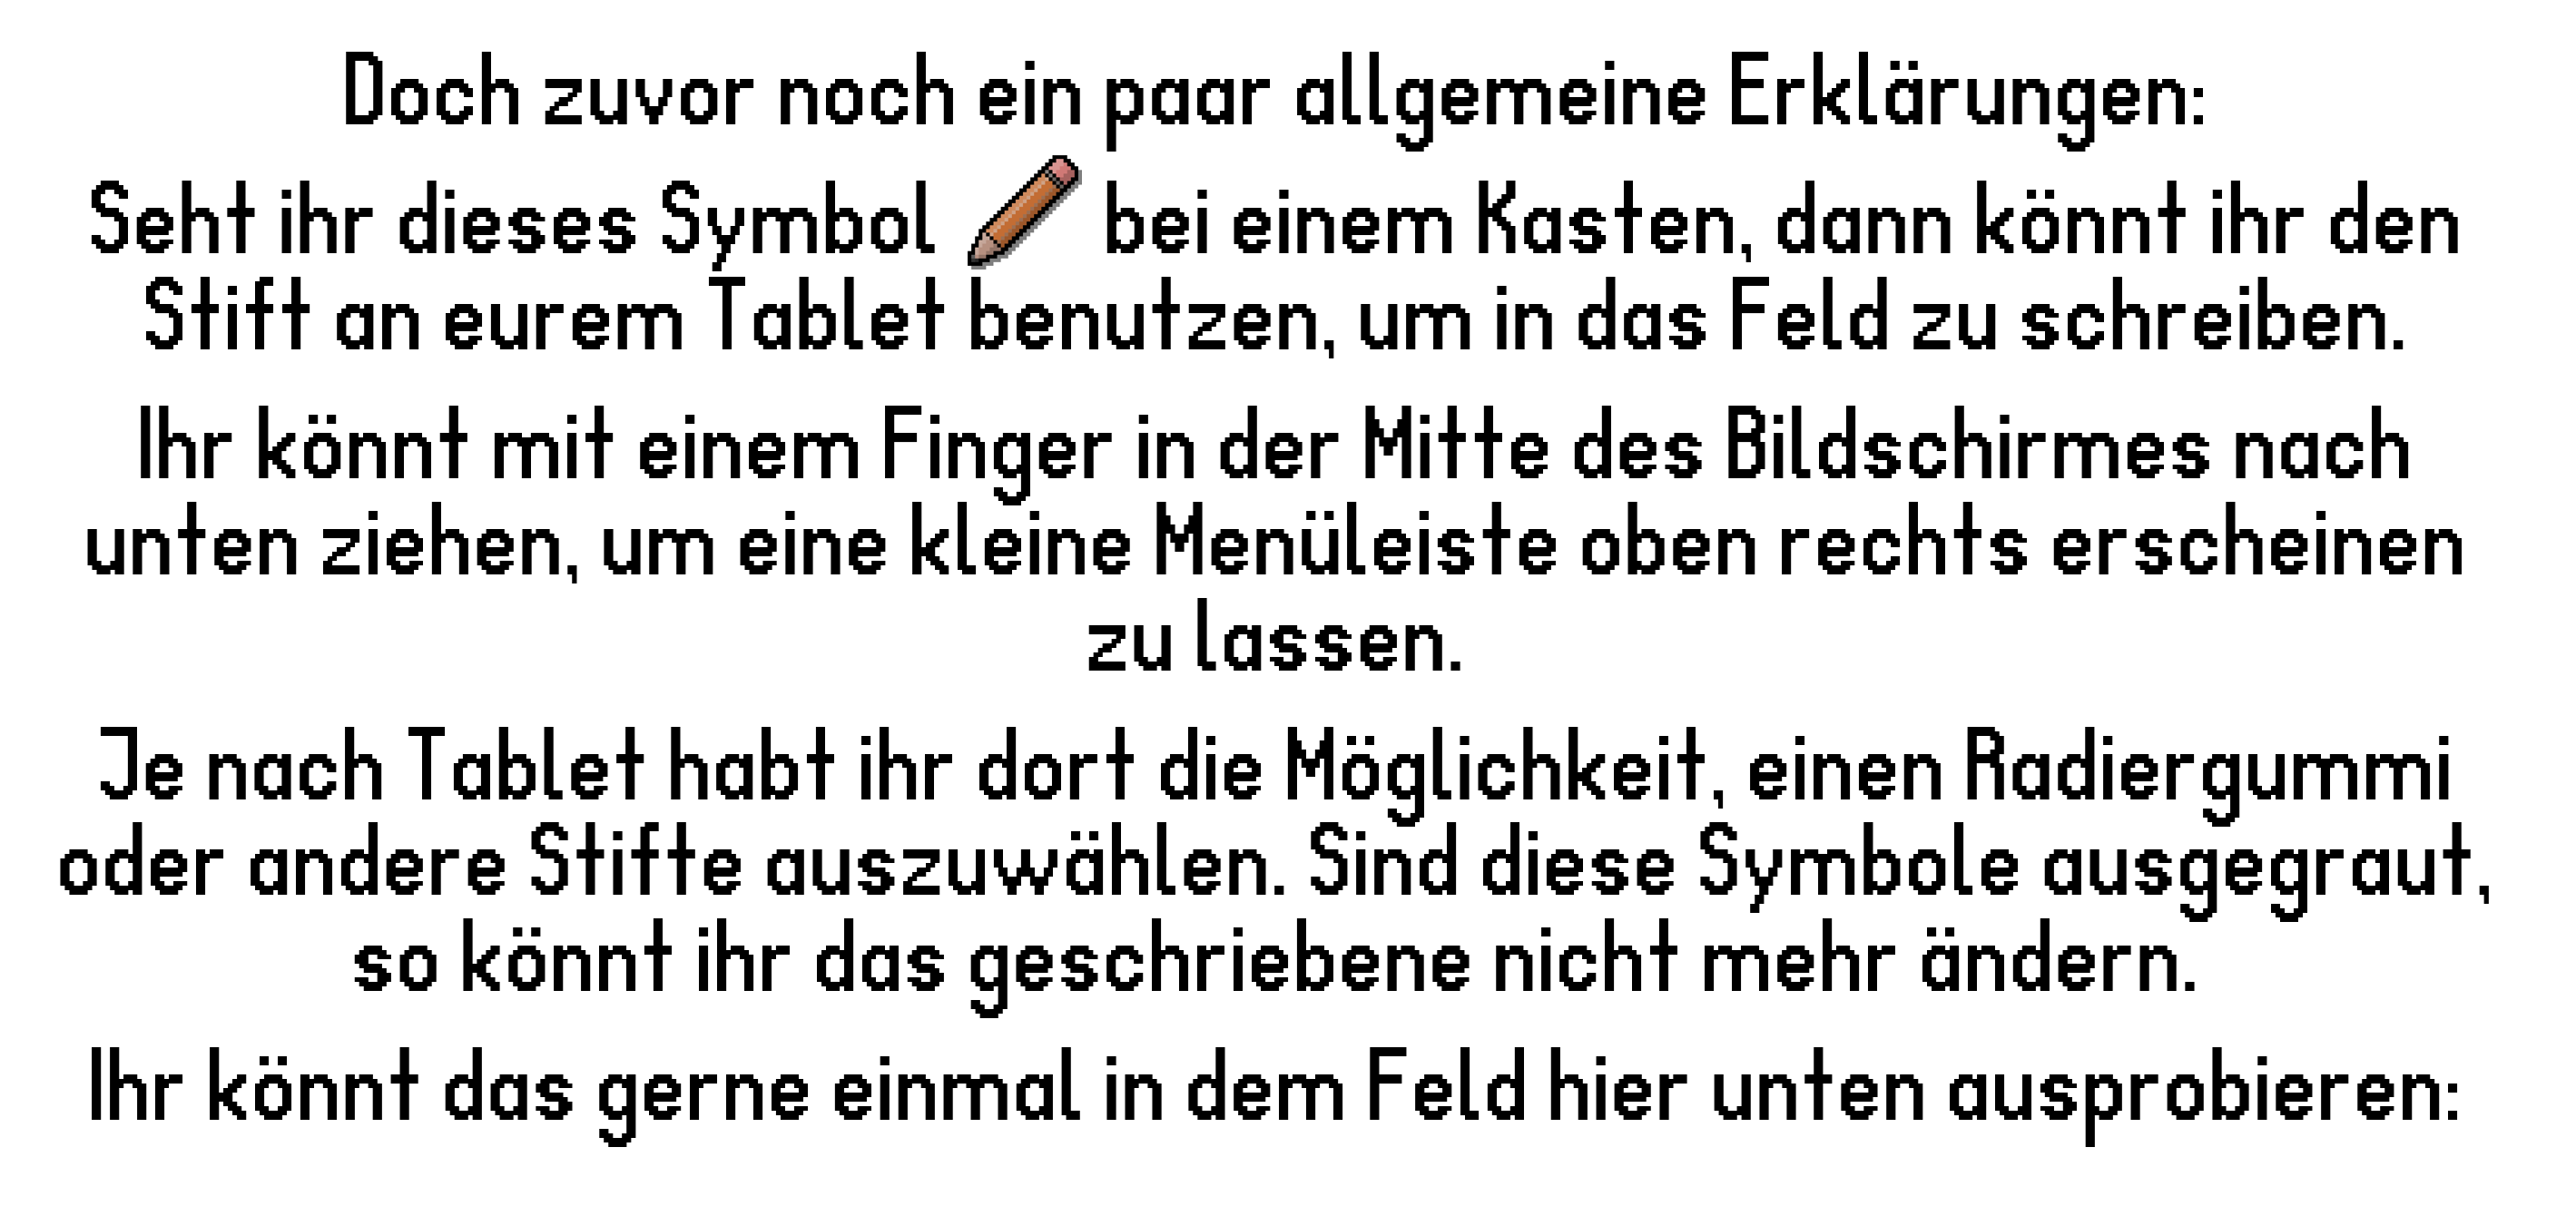 Doch zuvor noch ein paar allgemeine Erklärungen:
Seht ihr dieses Symbol bei einem Kasten, dann könnt ihr den
Stift an eurem Tablet benutzen, um in das Feld zu schreiben.
Ihr könnt mit einem Finger in der Mitte des Bildschirmes nach
unten ziehen, um eine kleine Menüleiste oben rechts erscheinen
zu lassen.
Je nach Tablet habt ihr dort die Möglichkeit, einen Radiergummi
oder andere Stifte auszuwählen. Sind diese Symbole ausgegraut,
so könnt ihr das geschriebene nicht mehr ändern.
Ihr könnt das gerne einmal in dem Feld hier unten ausprobieren: